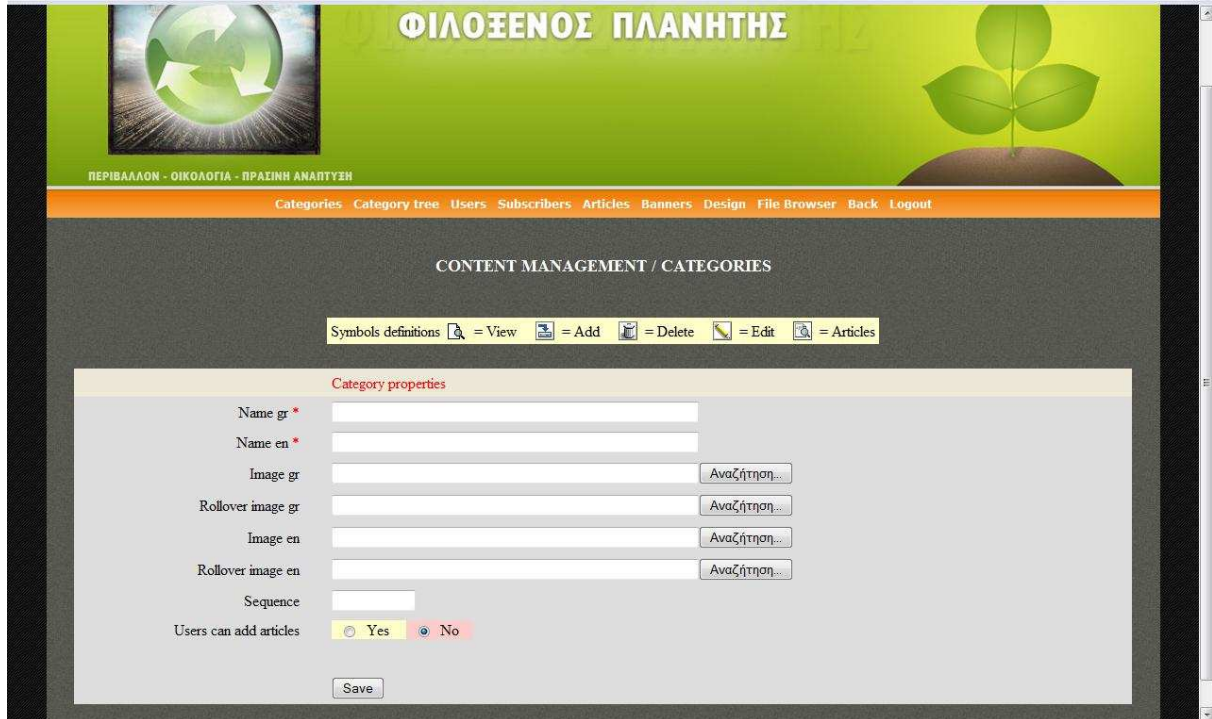 ΦΙΛΟΞΕΝΟΣ ΠΛΑΝΗΤΗΣ
ΠΕΡΙΒΑΛΛΟΝ - ΟΙΚΟΛΟΓΙΑ - ΠΡΑΣΙΝΗ ΑΝΑΠΤΥΞΗ
Categories Category tree Users Subscribers Articles Banners Design File Browser Back Logout
CONTENT MANAGEMENT / CATEGORIES
Symbols definitions = View = Add = Delete = Edit = Articles
Category properties
Name gr *
Name en *
Image gr Αναζήτηση...
Rollover image gr Αναζήτηση...
Image en Αναζήτηση...
Rollover image en Αναζήτηση...
Sequence
Users can add articles Yes No
Save